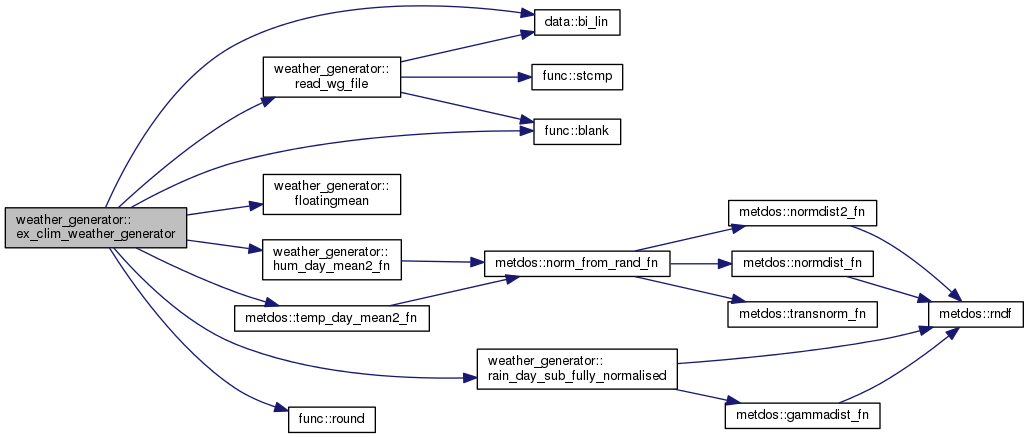 data::bi_lin
weather_generator::
read_wg_file
func::stcmp
func::blank
weather_generator::
floatingmean
weather_generator::
ex_clim_weather_generator
weather_generator::
hum_day_mean2_fn
metdos::temp_day_mean2_fn
metdos::norm_from_rand_fn
metdos::normdist2_fn
metdos::normdist_fn
metdos::transnorm_fn
metdos::rndf
weather_generator::
rain_day_sub_fully_normalised
metdos::gammadist_fn
func::round